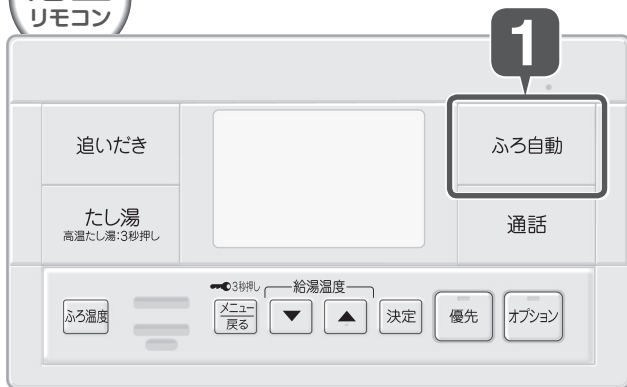 リモコン
1
追いだき
ふろ自動
たし湯
高温たし湯:3秒押し
通話
3秒押し
給湯温度
ふろ温度
メニュー
戻る
▼
▲
決定
優先
オプション